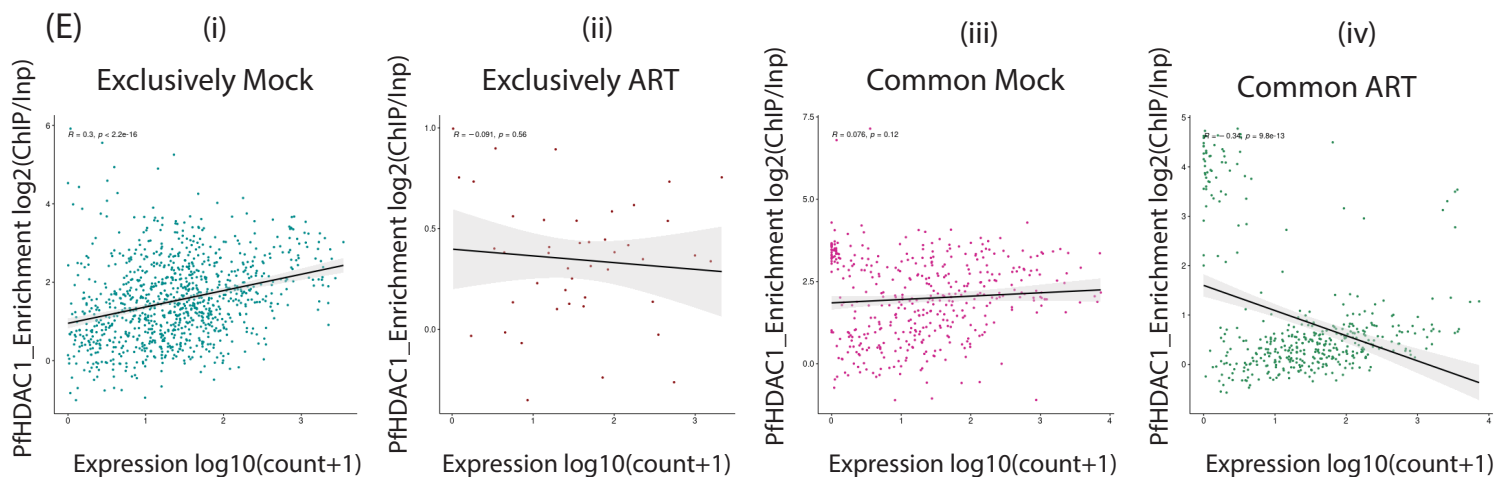 (E)
(i)
Exclusively Mock
PfHDAC1_Enrichment log2(ChIP/Inp)
R = 0.3, p < 2.2e-16
6
4
2
0
0
1
2
3
Expression log10(count+1)
(ii)
Exclusively ART
PfHDAC1_Enrichment log2(ChIP/Inp)
R = −0.091, p = 0.56
1.0
0.5
0.0
0
1
2
3
Expression log10(count+1)
(iii)
Common Mock
PfHDAC1_Enrichment log2(ChIP/Inp)
R = 0.076, p = 0.12
7.5
5.0
2.5
0.0
0
1
2
3
4
Expression log10(count+1)
(iv)
Common ART
PfHDAC1_Enrichment log2(ChIP/Inp)
R = −0.34, p = 9.8e-13
5
4
3
2
1
0
0
1
2
3
4
Expression log10(count+1)